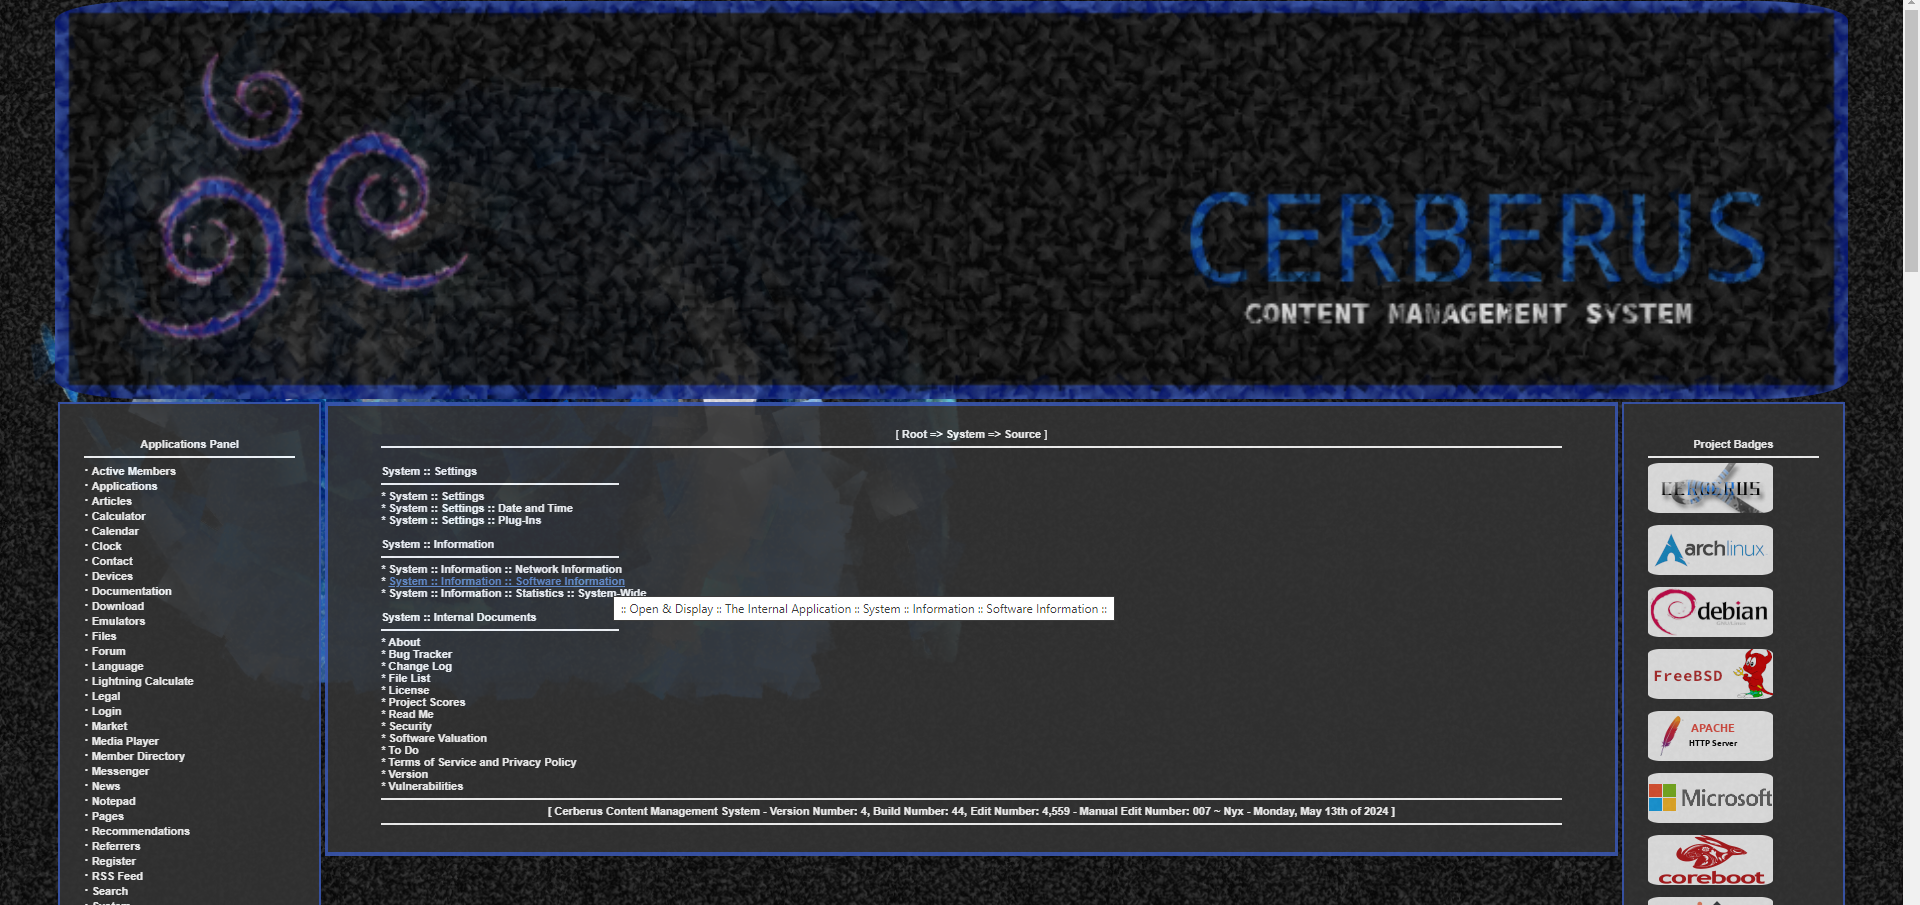 CERBERUS
CONTENT MANAGEMENT SYSTEM
Applications Panel
· Active Members
· Applications
· Articles
· Calculator
· Calendar
· Clock
· Contact
· Devices
· Documentation
· Download
· Emulators
· Files
· Forum
· Language
· Lightning Calculate
· Legal
· Login
· Market
· Media Player
· Member Directory
· Messenger
· News
· Notepad
· Pages
· Recommendations
· Referrers
· Register
· RSS Feed
· Search
[ Root => System => Source ]
System :: Settings
* System :: Settings
* System :: Settings :: Date and Time
* System :: Settings :: Plug-Ins
System :: Information
* System :: Information :: Network Information
* System :: Information :: Software Information
* System :: Information :: Statistics :: System-Wide
:: Open & Display :: The Internal Application :: System :: Information :: Software Information ::
System :: Internal Documents
* About
* Bug Tracker
* Change Log
* File List
* License
* Project Scores
* Read Me
* Security
* Software Valuation
* To Do
* Terms of Service and Privacy Policy
* Version
* Vulnerabilities
[ Cerberus Content Management System - Version Number: 4, Build Number: 44, Edit Number: 4,559 - Manual Edit Number: 007 ~ Nyx - Monday, May 13th of 2024 ]
Project Badges
CERBERUS
archlinux
debian
FreeBSD
APACHE
HTTP Server
Microsoft
coreboot